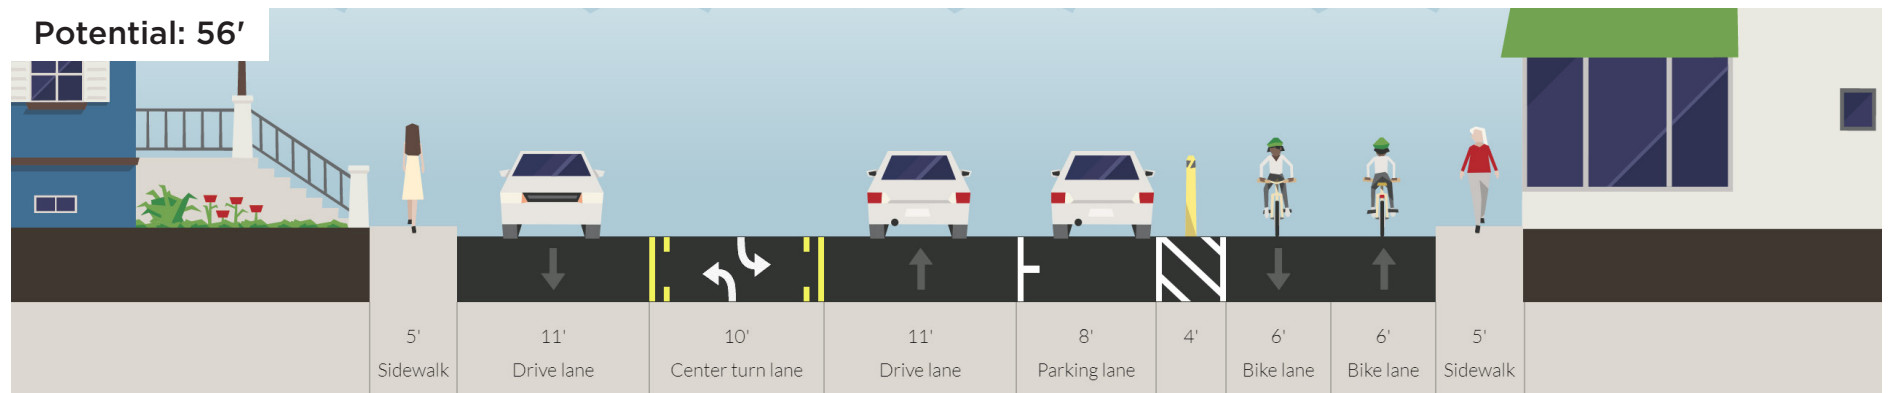 Potential: 56'
5' 11' 10' 11' 8' 4' 6' 6' 5'
Sidewalk Drive lane Center turn lane Drive lane Parking lane Bike lane Bike lane Sidewalk